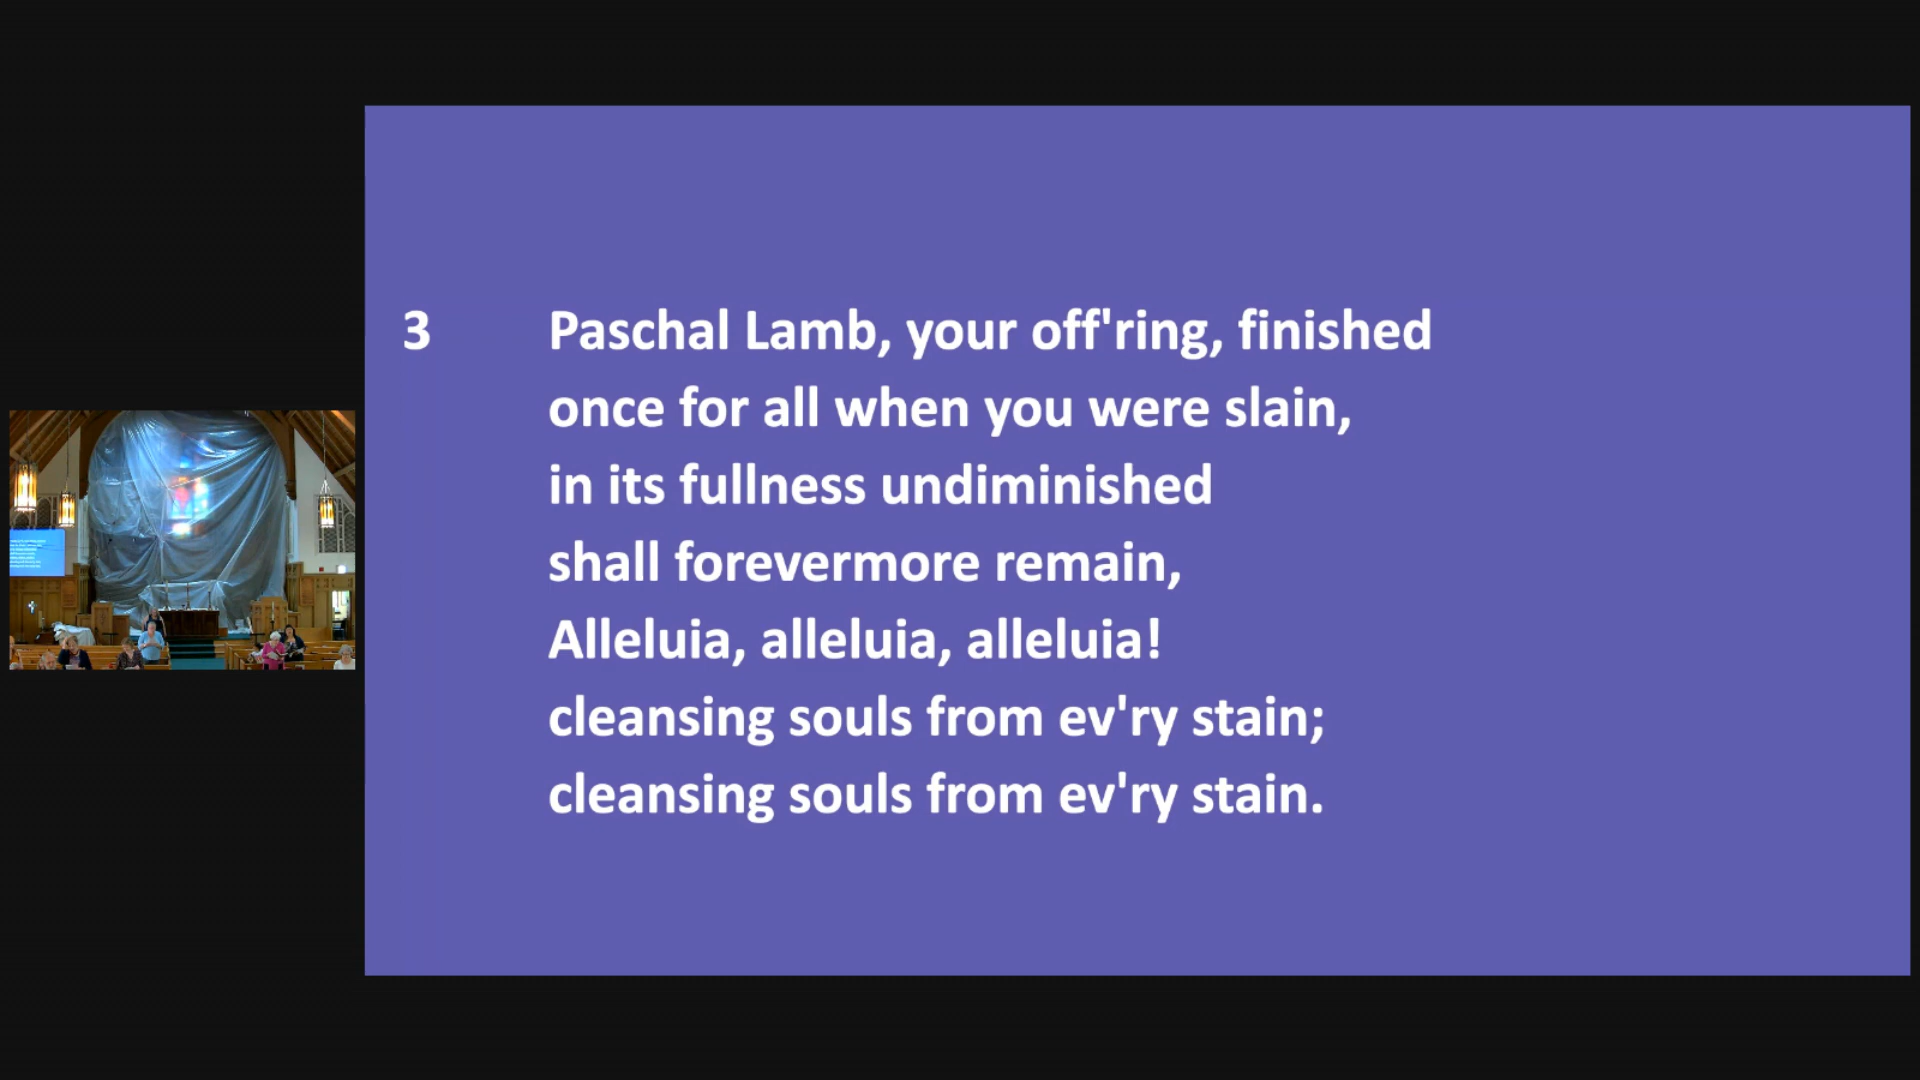 3 Paschal Lamb, your off'ring, finished
once for all when you were slain,
in its fullness undiminished
shall forevermore remain,
Alleluia, alleluia, alleluia!
cleansing souls from ev'ry stain;
cleansing souls from ev'ry stain.